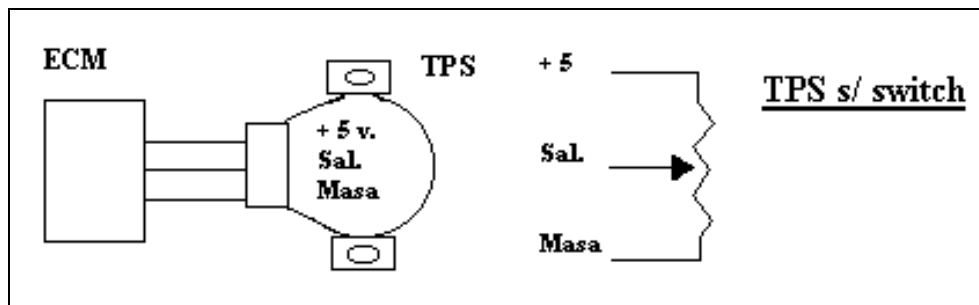 ECM
TPS
+ 5 v.
Sal.
Masa
+ 5
Sal.
Masa
TPS s/ switch